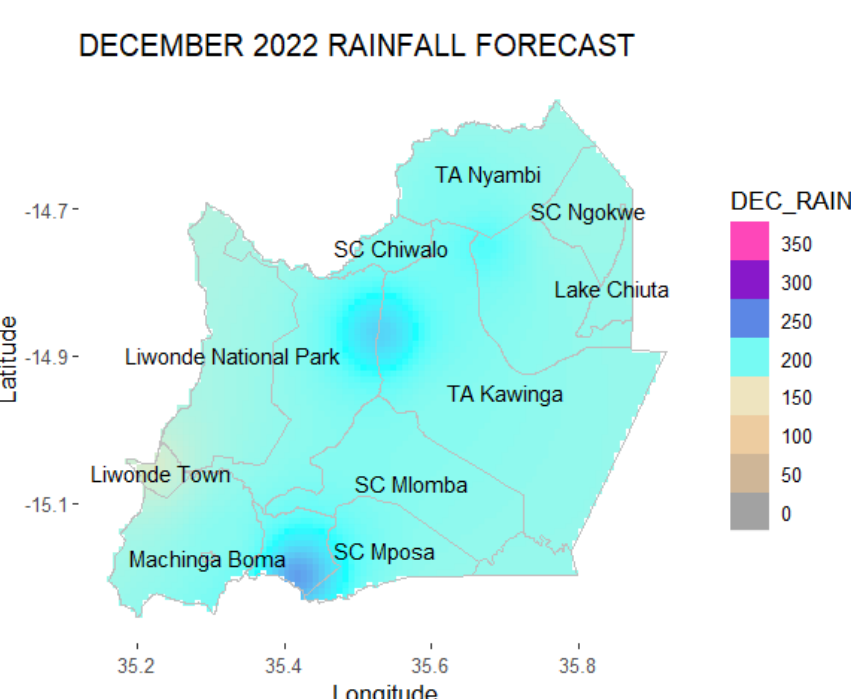 DECEMBER 2022 RAINFALL FORECAST
TA Nyambi
SC Ngokwe
SC Chiwalo
Lake Chiuta
Liwonde National Park
TA Kawinga
Liwonde Town
SC Mlomba
Machinga Boma
SC Mposa
Latitude
-14.7
-14.9
-15.1
35.2
35.4
35.6
35.8
Longitude
DEC_RAIN
350
300
250
200
150
100
50
0